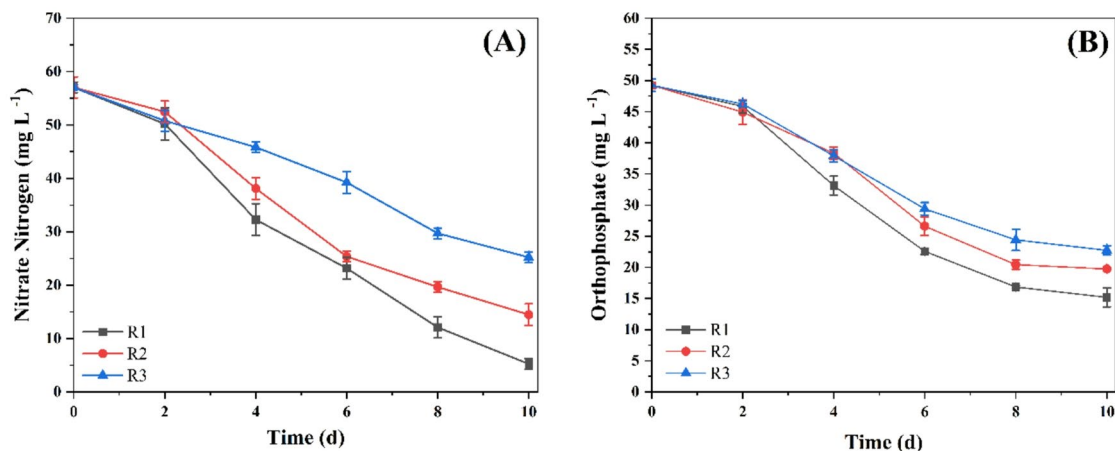 (A)
Nitrate Nitrogen (mg L -1)
70
60
50
40
30
20
10
0
R1
R2
R3
0 2 4 6 8 10
Time (d)
(B)
Orthophosphate (mg L -1)
60
55
50
45
40
35
30
25
20
15
10
5
0
R1
R2
R3
0 2 4 6 8 10
Time (d)